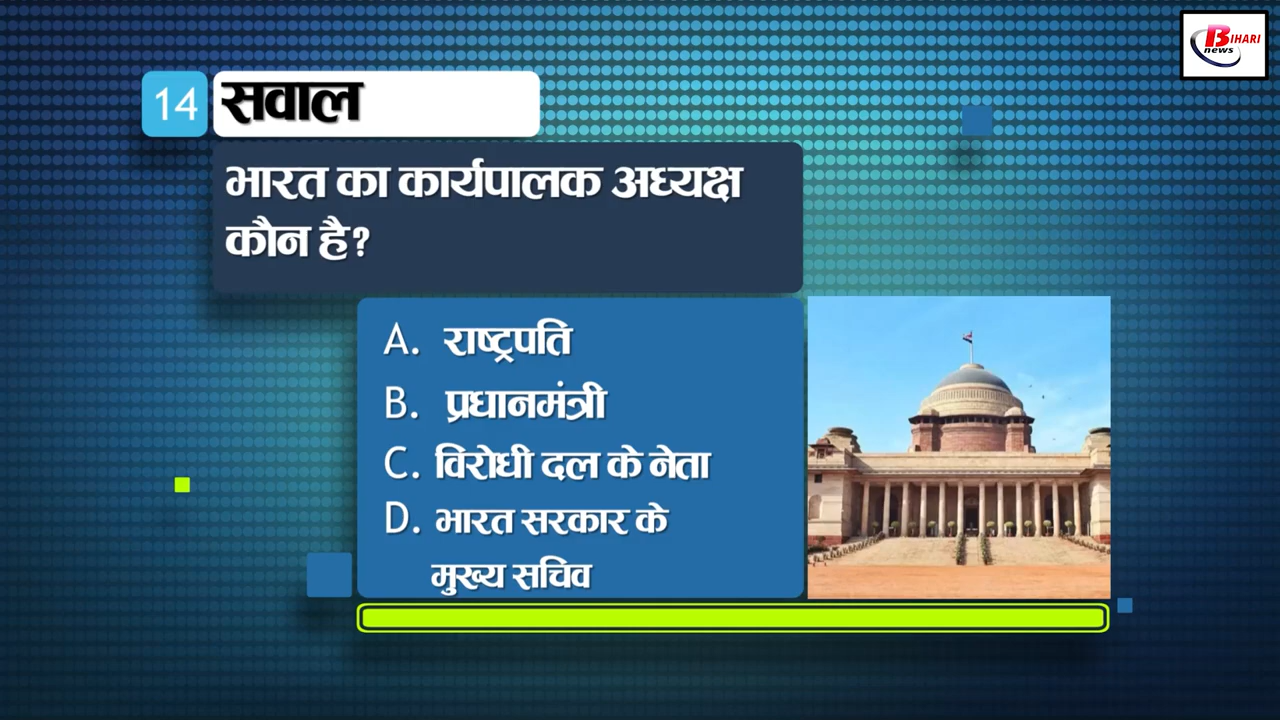 BIHARI
news
14 सवाल
भारत का कार्यपालक अध्यक्ष
कौन है?
A. राष्ट्रपति
B. प्रधानमंत्री
C. विरोधी दल के नेता
D. भारत सरकार के
मुख्य सचिव